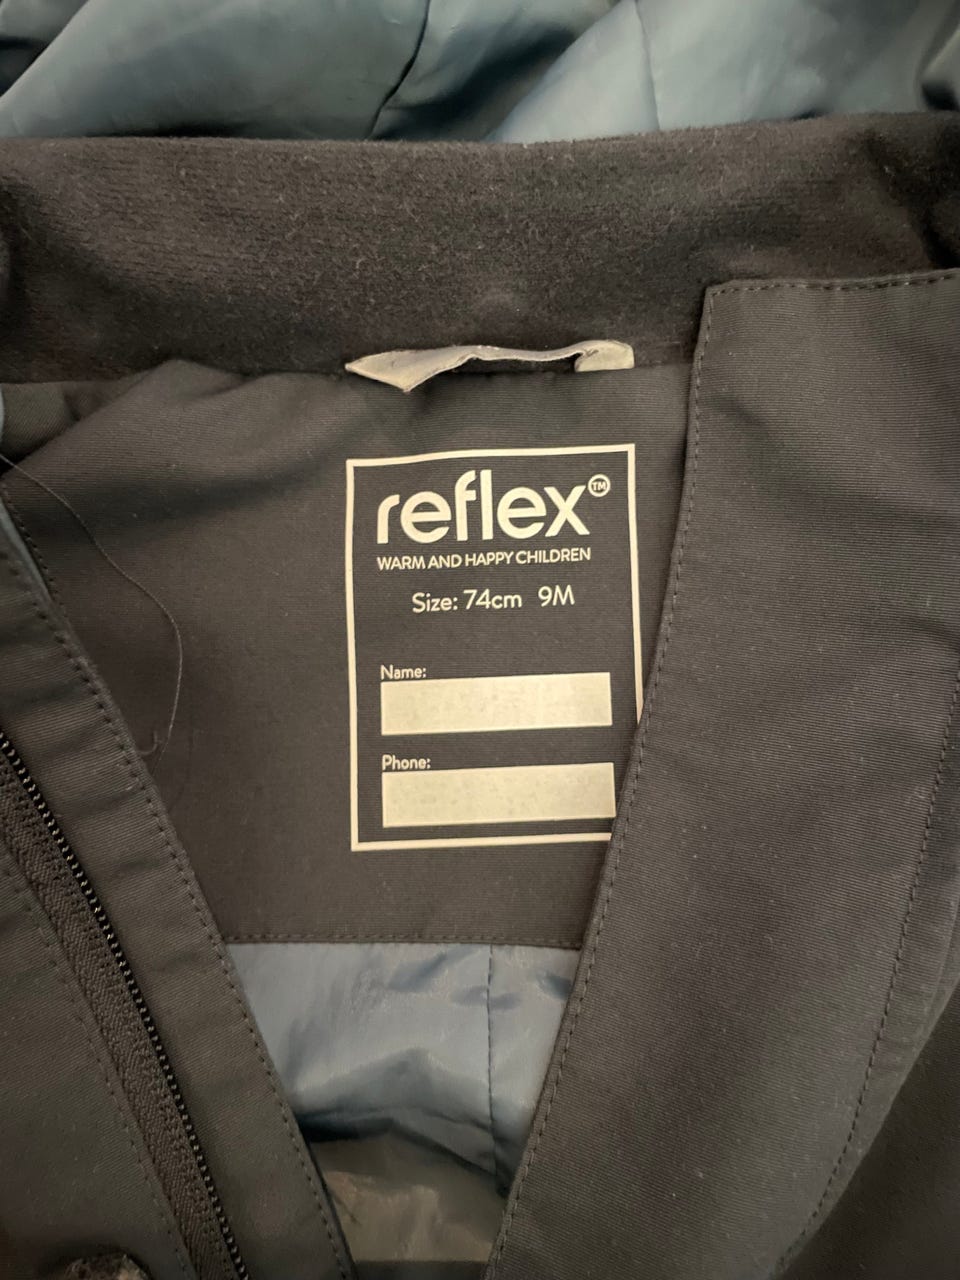 reflex™
WARM AND HAPPY CHILDREN
Size: 74cm 9M
Name:
Phone: